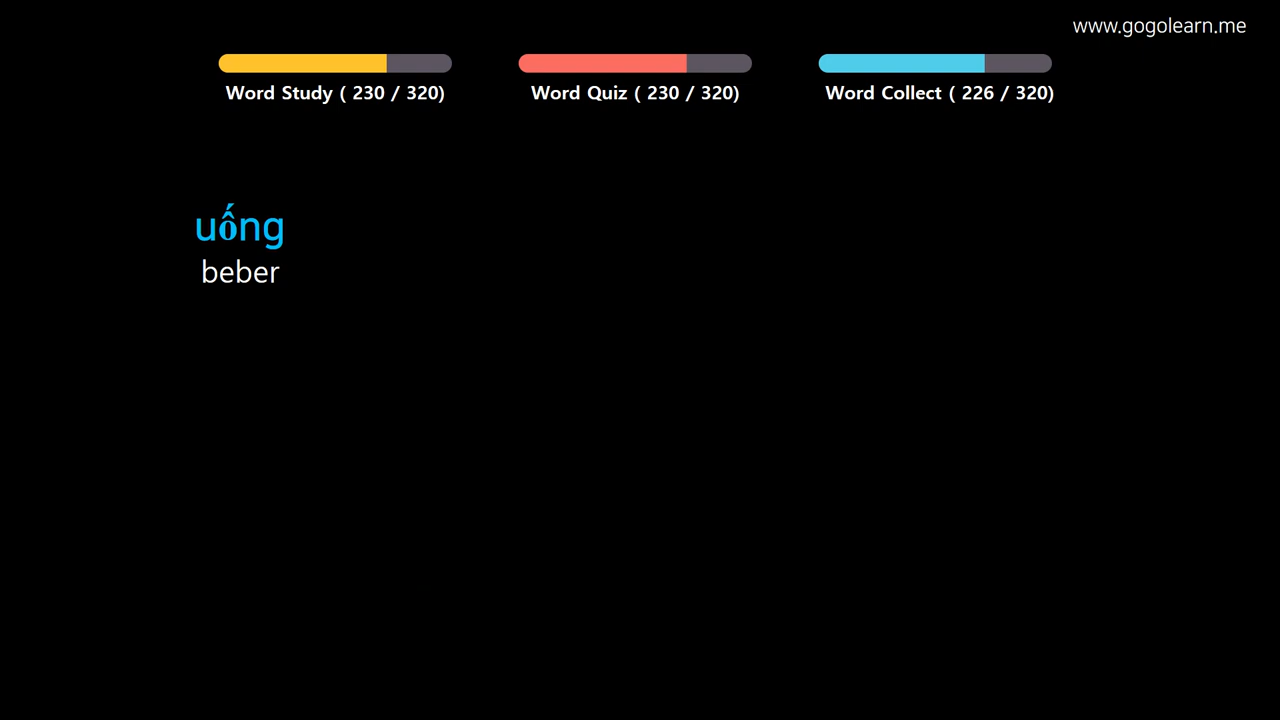 www.gogolearn.me
Word Study ( 230 / 320)
Word Quiz ( 230 / 320)
Word Collect ( 226 / 320)
uống
beber